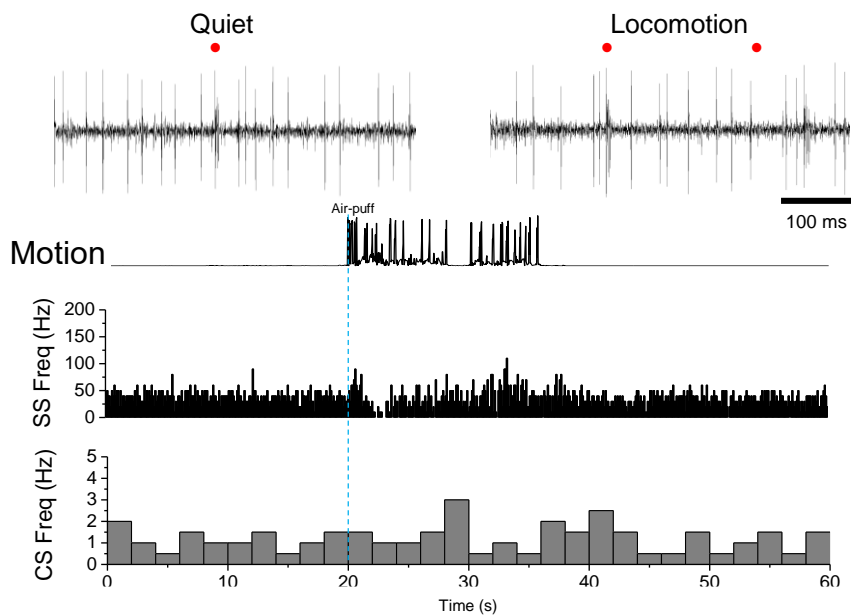 Quiet
Locomotion
100 ms
Air-puff
Motion
SS Freq (Hz)
200
150
100
50
0
CS Freq (Hz)
5
4
3
2
1
0
0 10 20 30 40 50 60
Time (s)